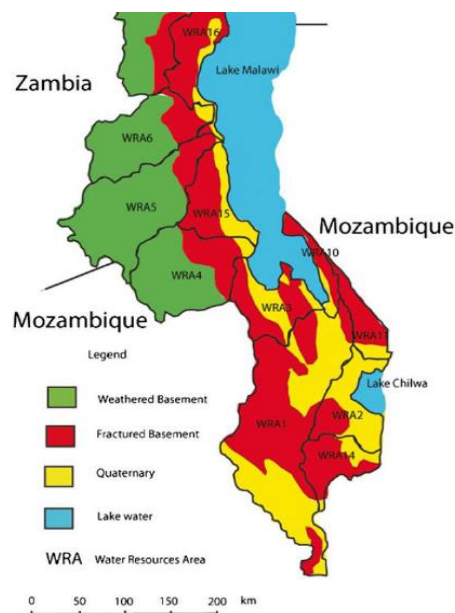 WRA16
Lake Malawi
Zambia
WRA6
WRA5
WRA15
Mozambique
WRA10
WRA4
WRA3
Mozambique
WRA11
Legend
Lake Chilwa
Weathered Basement
WRA2
Fractured Basement
WRA1
WRA14
Quaternary
Lake water
WRA Water Resources Area
0 50 100 150 200 km